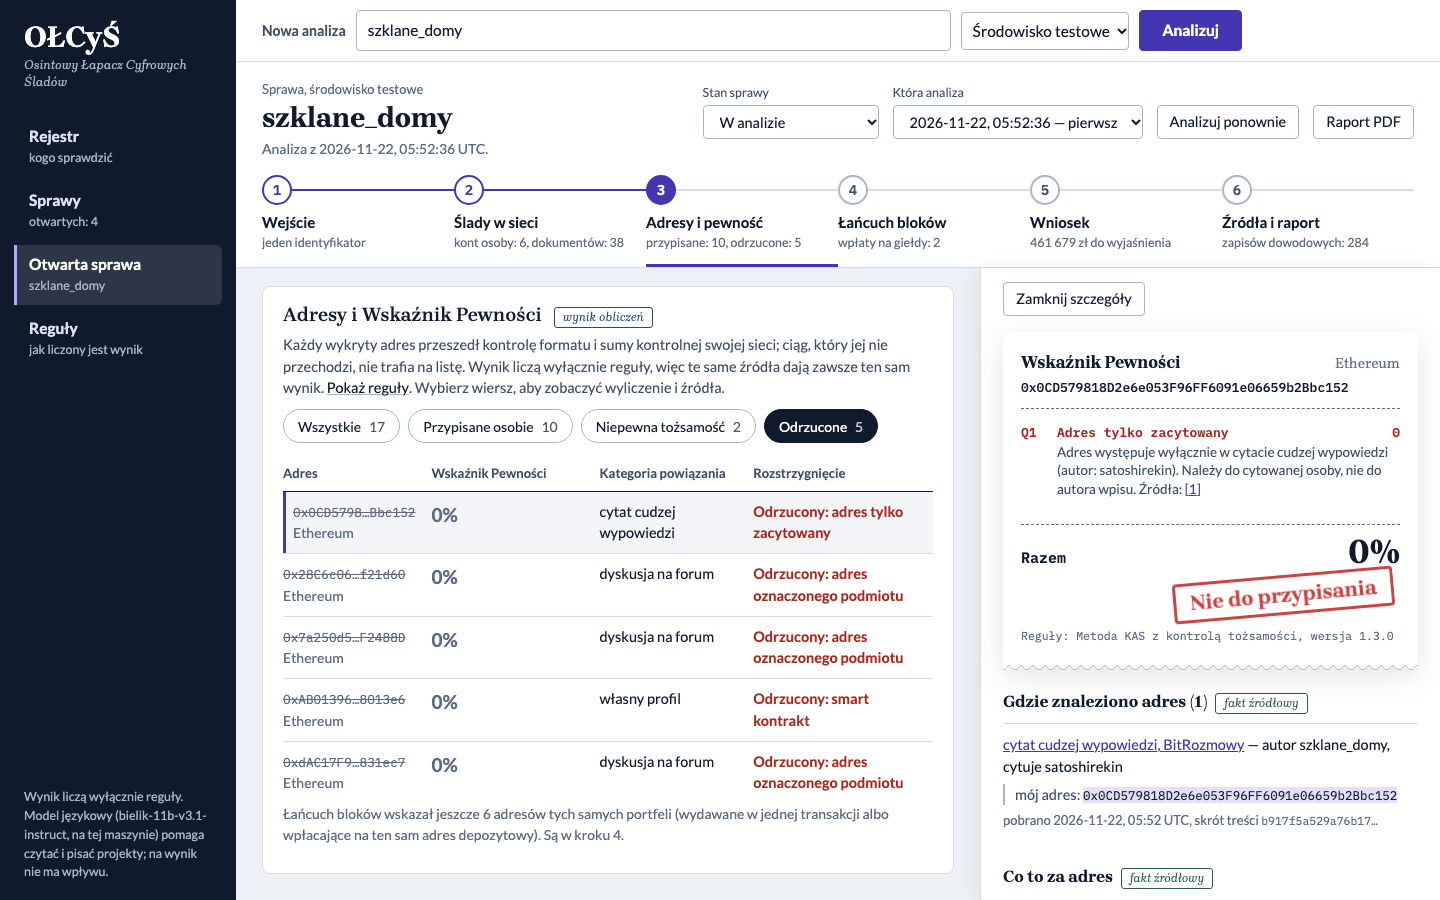 OŁCyŚ
Osintowy Łapacz Cyfrowych
Śladów
Rejestr
kogo sprawdzić
Sprawy
otwartych: 4
Otwarta sprawa
szklane_domy
Reguły
jak liczony jest wynik
Wynik liczą wyłącznie reguły.
Model językowy (bielik-11b-v3.1-
instruct, na tej maszynie) pomaga
czytać i pisać projekty; na wynik
nie ma wpływu.
Nowa analiza
szklane_domy
Środowisko testowe
Analizuj
Sprawa, środowisko testowe
szklane_domy
Analiza z 2026-11-22, 05:52:36 UTC.
Stan sprawy
W analizie
Która analiza
2026-11-22, 05:52:36 — pierwsz
Analizuj ponownie
Raport PDF
1
Wejście
jeden identyfikator
2
Ślady w sieci
kont osoby: 6, dokumentów: 38
3
Adresy i pewność
przypisane: 10, odrzucone: 5
4
Łańcuch bloków
wpłaty na giełdy: 2
5
Wniosek
461 679 zł do wyjaśnienia
6
Źródła i raport
zapisów dowodowych: 284
Adresy i Wskaźnik Pewności wynik obliczeń
Każdy wykryty adres przeszedł kontrolę formatu i sumy kontrolnej swojej sieci; ciąg, który jej nie
przechodzi, nie trafia na listę. Wynik liczą wyłącznie reguły, więc te same źródła dają zawsze ten sam
wynik. Pokaż reguły. Wybierz wiersz, aby zobaczyć wyliczenie i źródła.
Wszystkie 17
Przypisane osobie 10
Niepewna tożsamość 2
Odrzucone 5
Adres Wskaźnik Pewności Kategoria powiązania Rozstrzygnięcie
0x0CD5798…Bbc152 0% cytat cudzej Odrzucony: adres tylko
Ethereum wypowiedzi zacytowany
0x28C6c06…f21d60 0% dyskusja na forum Odrzucony: adres
Ethereum oznaczonego podmiotu
0x7a250d5…F2488D 0% dyskusja na forum Odrzucony: adres
Ethereum oznaczonego podmiotu
0xAB01396…8013e6 0% własny profil Odrzucony: smart
Ethereum kontrakt
0xdAC17F9…831ec7 0% dyskusja na forum Odrzucony: adres
Ethereum oznaczonego podmiotu
Łańcuch bloków wskazał jeszcze 6 adresów tych samych portfeli (wydawane w jednej transakcji albo
wpłacające na ten sam adres depozytowy). Są w kroku 4.
Zamknij szczegóły
Wskaźnik Pewności Ethereum
0x0CD579818D2e6e053F96FF6091e06659b2Bbc152
Q1 Adres tylko zacytowany 0
Adres występuje wyłącznie w cytacie cudzej wypowiedzi
(autor: satoshirekin). Należy do cytowanej osoby, nie do
autora wpisu. Źródła: [1]
Razem 0%
Nie do przypisania
Reguły: Metoda KAS z kontrolą tożsamości, wersja 1.3.0
Gdzie znaleziono adres (1) fakt źródłowy
cytat cudzej wypowiedzi, BitRozmowy — autor szklane_domy,
cytuje satoshirekin
mój adres: 0x0CD579818D2e6e053F96FF6091e06659b2Bbc152
pobrano 2026-11-22, 05:52 UTC, skrót treści b917f5a529a76b17…
Co to za adres fakt źródłowy